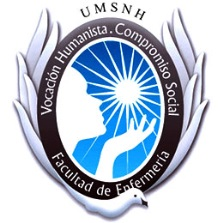 UMSNH
Vocación Humanista. Compromiso Social
Facultad de Enfermería